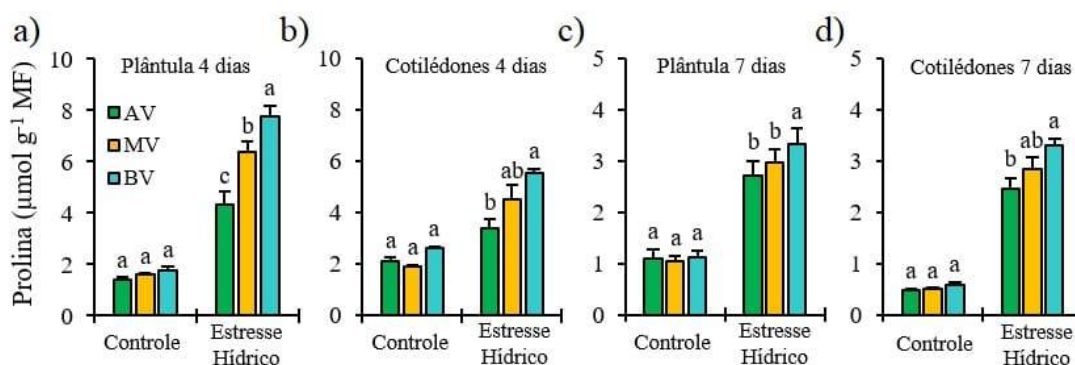 a)
b)
c)
d)
Prolina (μmol g⁻¹ MF)
10
8
6
4
2
0
Plântula 4 dias
AV
MV
BV
a a a
c b a
Controle
Estresse
Hídrico
10
8
6
4
2
0
Cotilédones 4 dias
a a a
b ab a
Controle
Estresse
Hídrico
5
4
3
2
1
0
Plântula 7 dias
a a a
b b a
Controle
Estresse
Hídrico
5
4
3
2
1
0
Cotilédones 7 dias
a a a
b ab a
Controle
Estresse
Hídrico